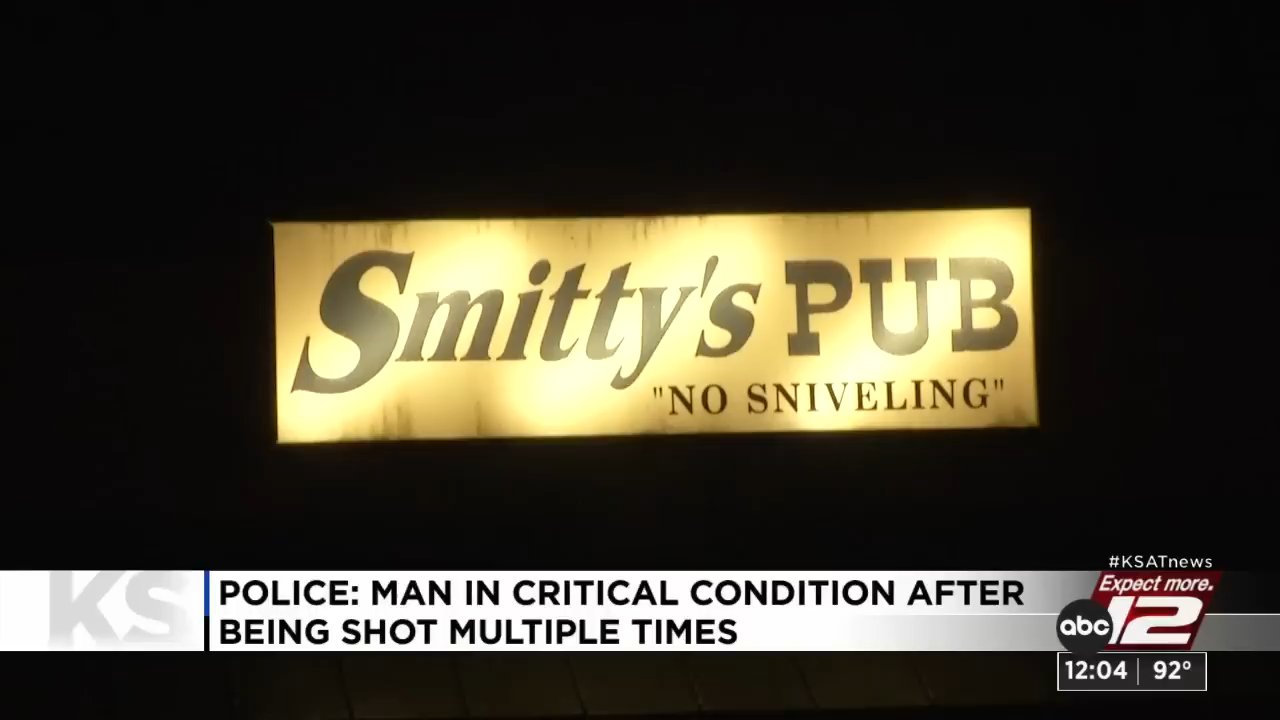 Smitty's PUB
"NO SNIVELING"
#KSATnews
KS
POLICE: MAN IN CRITICAL CONDITION AFTER
BEING SHOT MULTIPLE TIMES
Expect more.
abc 12
12:04 92°